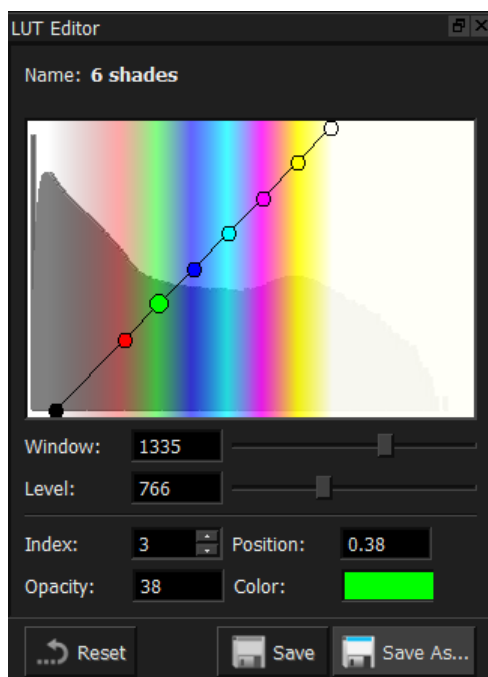 LUT Editor
Name: 6 shades
Window: 1335
Level: 766
Index: 3 Position: 0.38
Opacity: 38 Color:
Reset Save Save As...